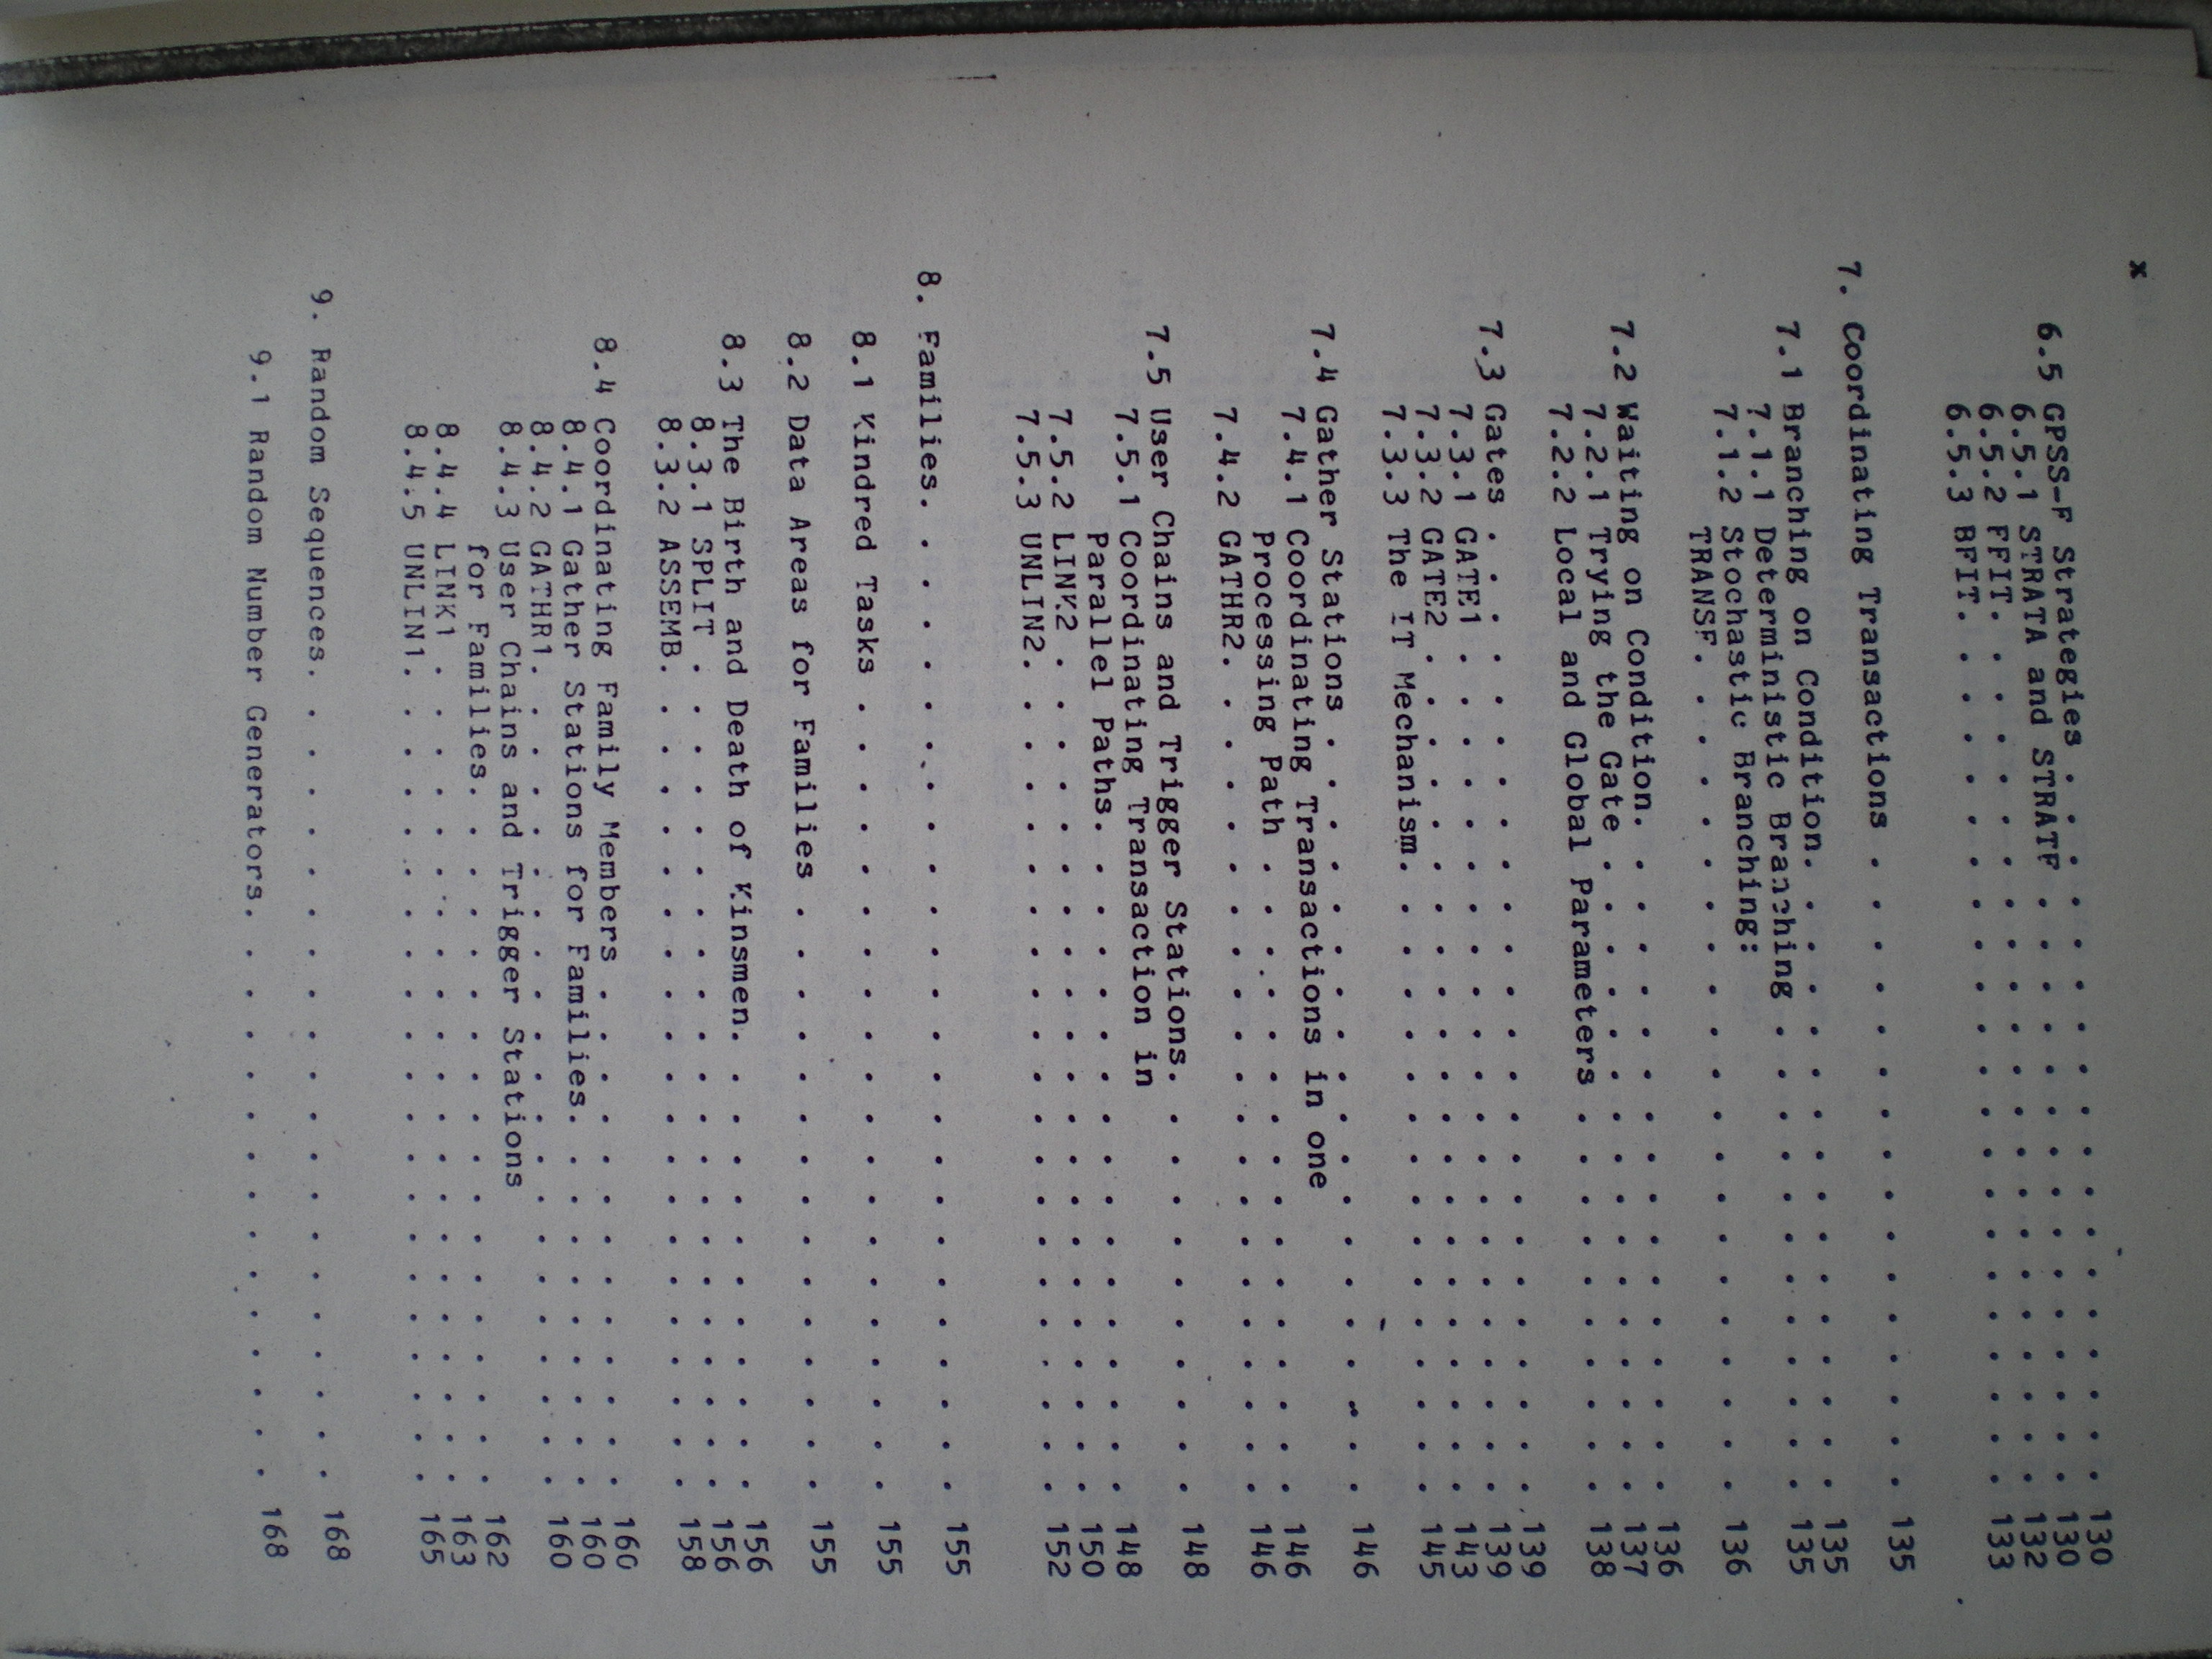 x
6.5 GPSS-F Strategies . . . . . . . . . . . . . . . . . . . 130
6.5.1 STRATA and STRATF . . . . . . . . . . . . . . . . 130
6.5.2 FFIT. . . . . . . . . . . . . . . . . . . . . . 132
6.5.3 BFIT. . . . . . . . . . . . . . . . . . . . . . 133
7. Coordinating Transactions . . . . . . . . . . . . . . . . . 135
7.1 Branching on Condition. . . . . . . . . . . . . . . . . 135
7.1.1 Deterministic Branching . . . . . . . . . . . . . 135
7.1.2 Stochastic Branching:
TRANSF. . . . . . . . . . . . . . . . . . . . . 136
7.2 Waiting on Condition. . . . . . . . . . . . . . . . . . 136
7.2.1 Trying the Gate . . . . . . . . . . . . . . . . . 137
7.2.2 Local and Global Parameters . . . . . . . . . . . 138
7.3 Gates . . . . . . . . . . . . . . . . . . . . . . . . . 139
7.3.1 GATE1 . . . . . . . . . . . . . . . . . . . . . . 139
7.3.2 GATE2 . . . . . . . . . . . . . . . . . . . . . . 143
7.3.3 The IT Mechanism. . . . . . . . . . . . . . . . . 145
7.4 Gather Stations . . . . . . . . . . . . . . . . . . . . 146
7.4.1 Coordinating Transactions in one
Processing Path . . . . . . . . . . . . . . . . . 146
7.4.2 GATHR2. . . . . . . . . . . . . . . . . . . . . . 146
7.5 User Chains and Trigger Stations. . . . . . . . . . . . 148
7.5.1 Coordinating Transaction in
Parallel Paths. . . . . . . . . . . . . . . . . . 148
7.5.2 LINK2 . . . . . . . . . . . . . . . . . . . . . . 150
7.5.3 UNLIN2. . . . . . . . . . . . . . . . . . . . . . 152
8. Families. . . . . . . . . . . . . . . . . . . . . . . . . . 155
8.1 Kindred Tasks . . . . . . . . . . . . . . . . . . . . . 155
8.2 Data Areas for Families . . . . . . . . . . . . . . . . 155
8.3 The Birth and Death of Kinsmen. . . . . . . . . . . . . 156
8.3.1 SPLIT . . . . . . . . . . . . . . . . . . . . . . 156
8.3.2 ASSEMB. . . . . . . . . . . . . . . . . . . . . . 158
8.4 Coordinating Family Members . . . . . . . . . . . . . . 160
8.4.1 Gather Stations for Families. . . . . . . . . . . 160
8.4.2 GATHR1. . . . . . . . . . . . . . . . . . . . . . 160
8.4.3 User Chains and Trigger Stations
for Families. . . . . . . . . . . . . . . . . . . 162
8.4.4 LINK1 . . . . . . . . . . . . . . . . . . . . . . 163
8.4.5 UNLIN1. . . . . . . . . . . . . . . . . . . . . . 165
9. Random Sequences. . . . . . . . . . . . . . . . . . . . . . 168
9.1 Random Number Generators. . . . . . . . . . . . . . . . 168